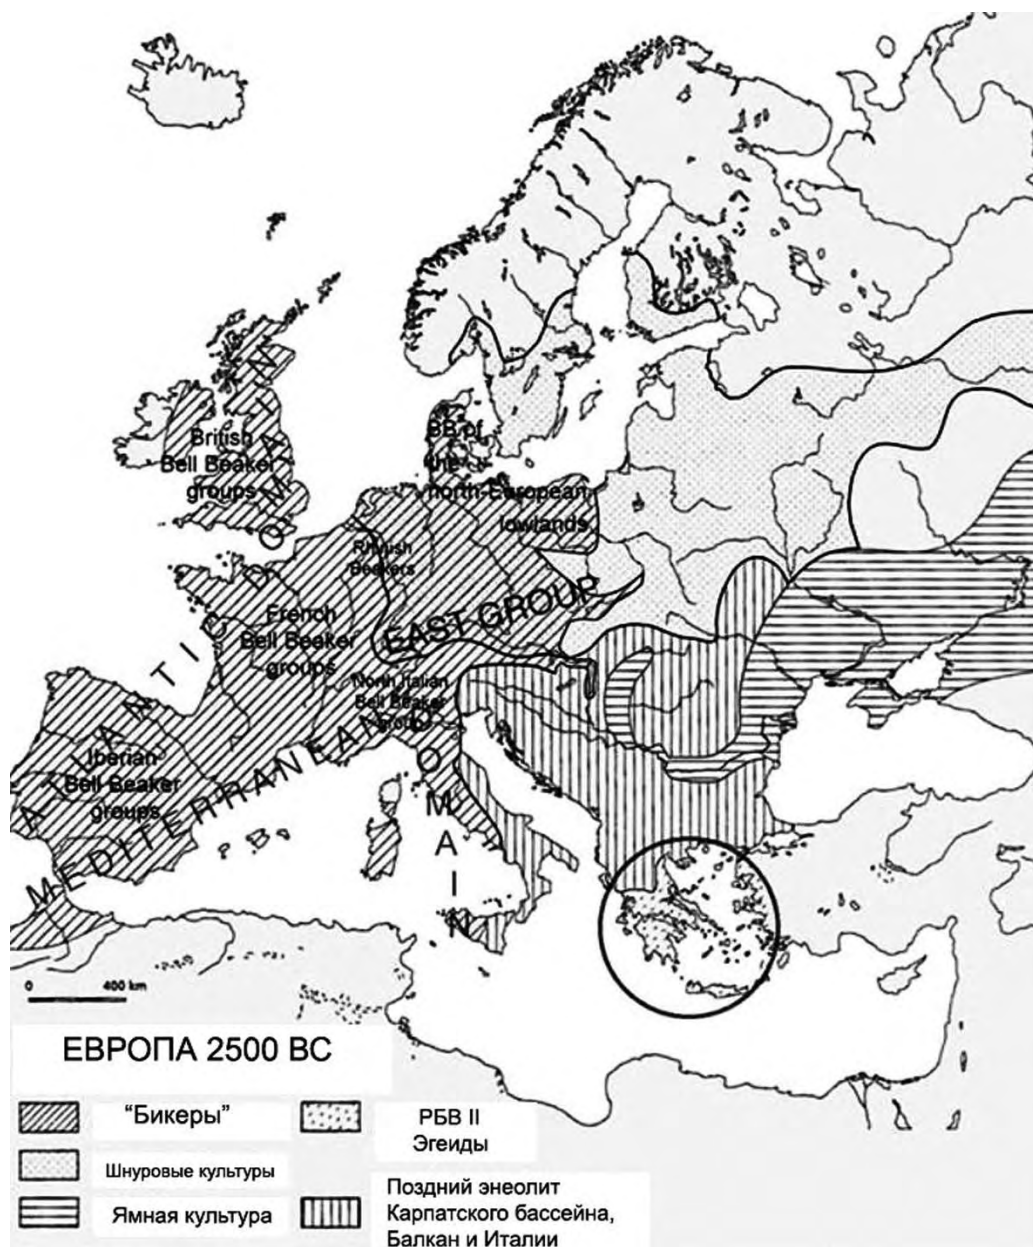 British
Bell Beaker
groups
BB of
the
north-European
lowlands
Rhenish
Beakers
French
Bell Beaker
groups
EAST GROUP
North Italian
Bell Beaker
group
Iberian
Bell Beaker
groups
ATLANTIC DOMAIN
MEDITERRANEAN DOMAIN
0 400 km
ЕВРОПА 2500 BC
“Бикеры”
РБВ II
Эгеиды
Шнуровые культуры
Ямная культура
Поздний энеолит
Карпатского бассейна,
Балкан и Италии